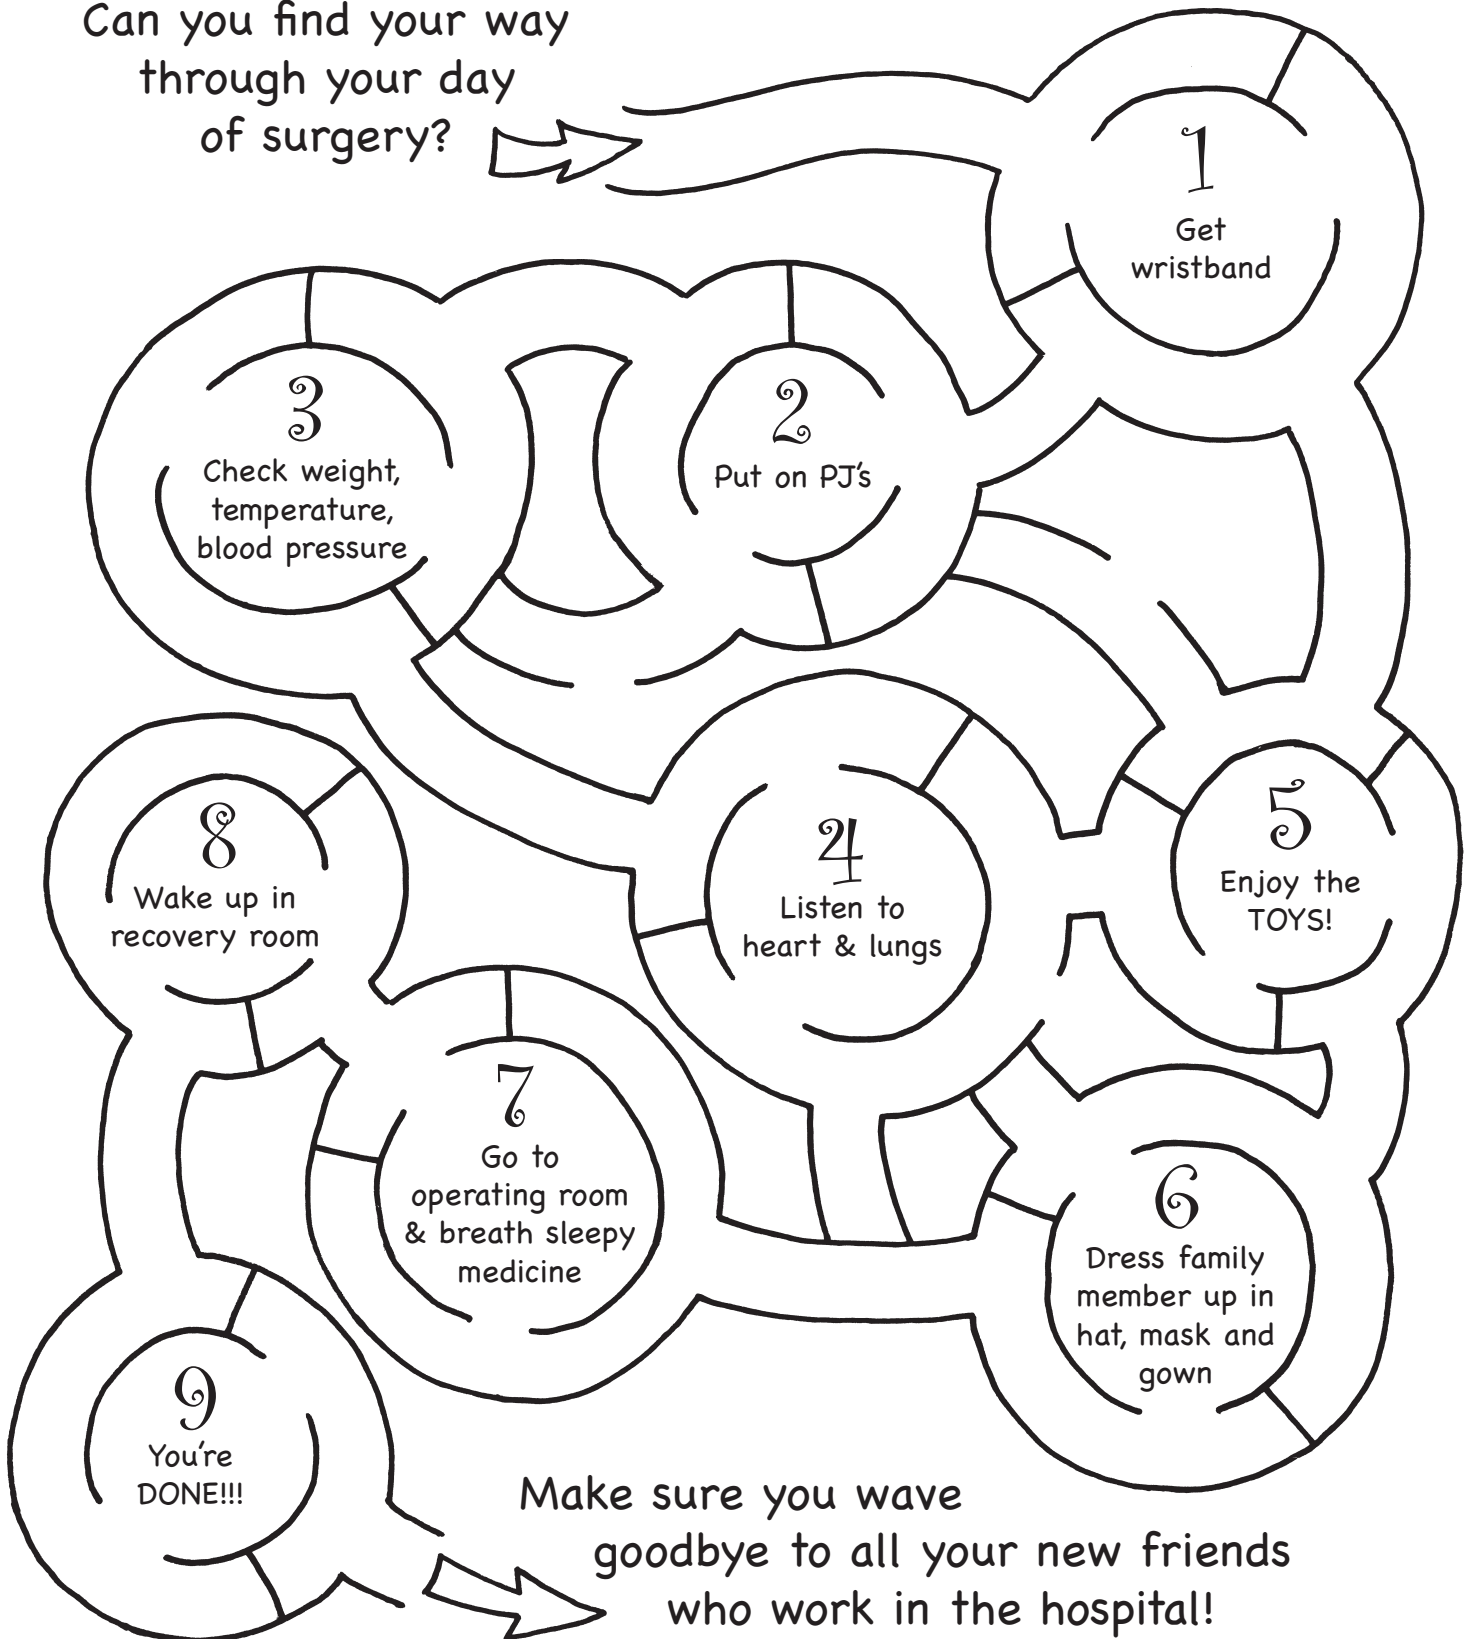 Can you find your way
through your day
of surgery?
1
Get
wristband
2
Put on PJ's
3
Check weight,
temperature,
blood pressure
4
Listen to
heart & lungs
5
Enjoy the
TOYS!
8
Wake up in
recovery room
7
Go to
operating room
& breath sleepy
medicine
6
Dress family
member up in
hat, mask and
gown
9
You're
DONE!!!
Make sure you wave
goodbye to all your new friends
who work in the hospital!